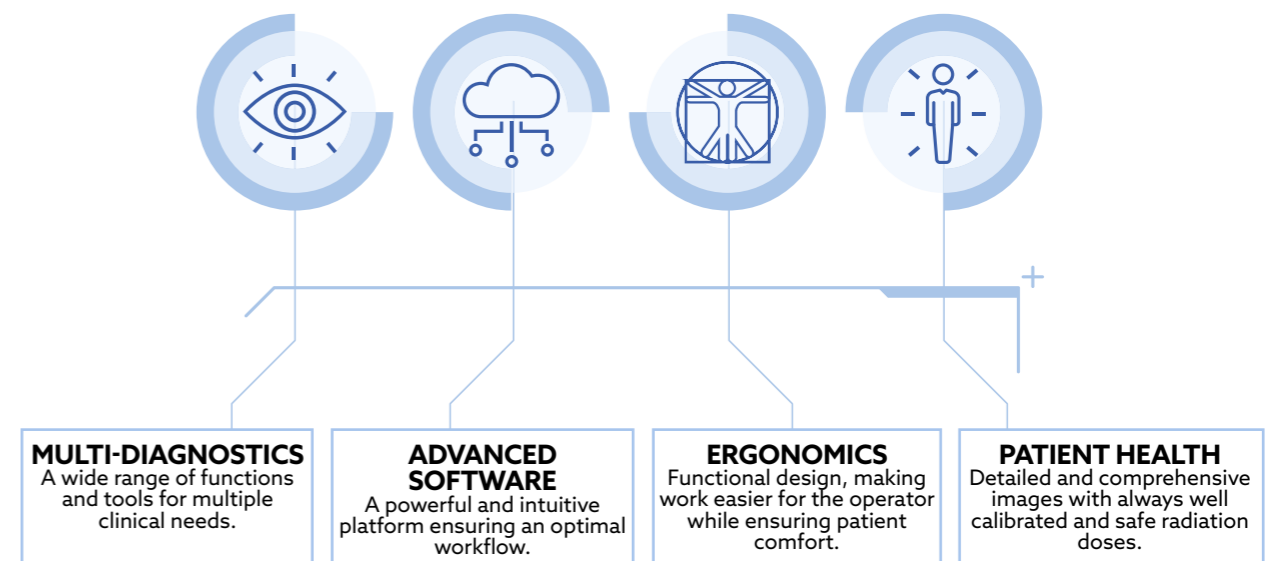 MULTI-DIAGNOSTICS
A wide range of functions
and tools for multiple
clinical needs.
ADVANCED
SOFTWARE
A powerful and intuitive
platform ensuring an optimal
workflow.
ERGONOMICS
Functional design, making
work easier for the operator
while ensuring patient
comfort.
PATIENT HEALTH
Detailed and comprehensive
images with always well
calibrated and safe radiation
doses.